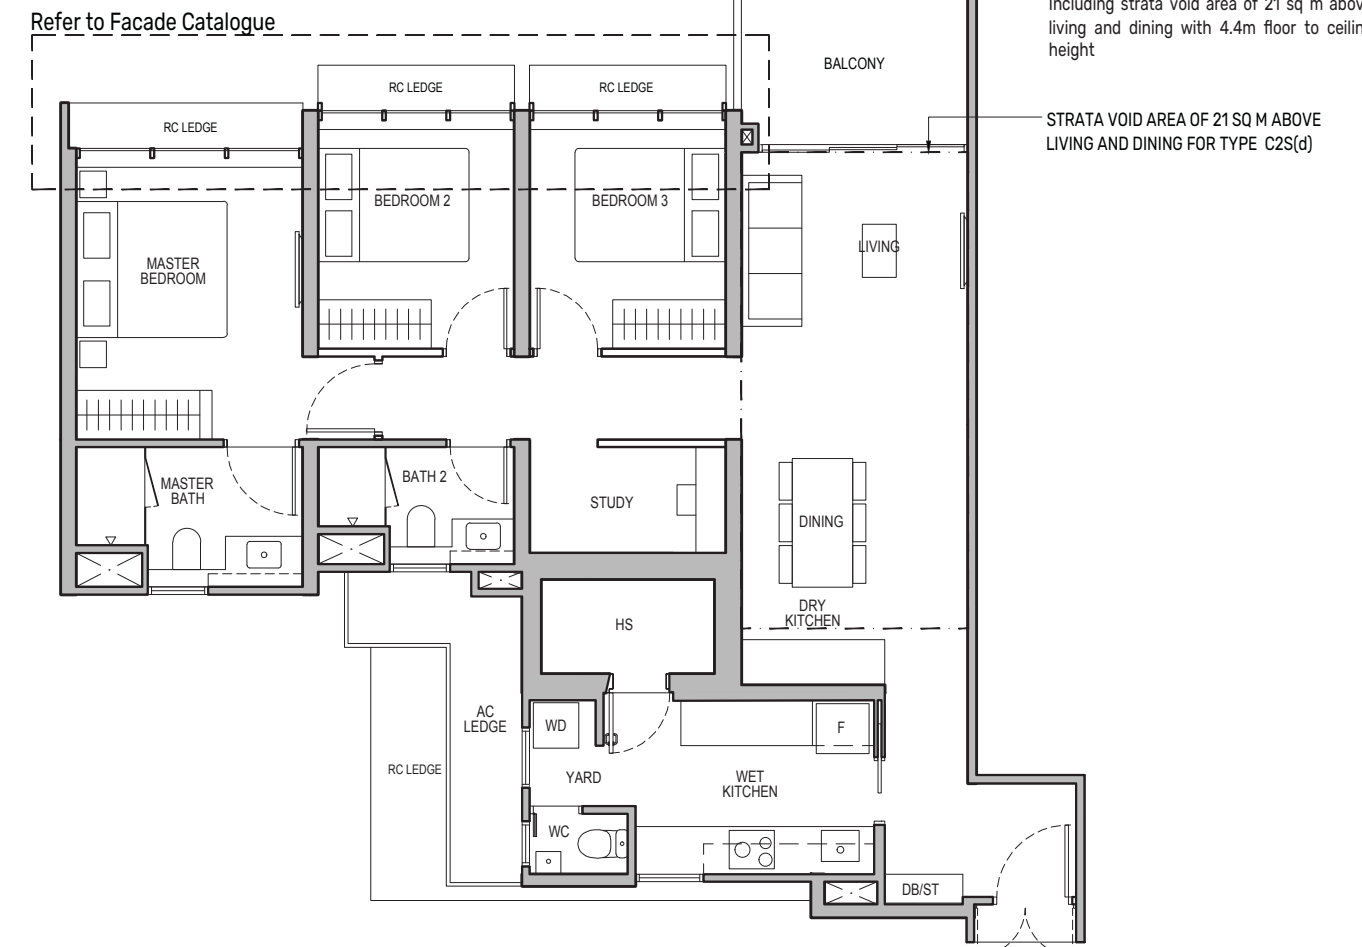 Including strata void area of 21 sq m above
living and dining with 4.4m floor to
height
Refer to Facade Catalogue
BALCONY
RC LEDGE
RC LEDGE
RC LEDGE
STRATA VOID AREA OF 21 SQ M ABOVE
LIVING AND DINING FOR TYPE C2S(d)
BEDROOM 2
BEDROOM 3
LIVING
MASTER
BEDROOM
BATH 2
MASTER
BATH
STUDY
DINING
DRY
KITCHEN
HS
AC
LEDGE
WD
F
RC LEDGE
YARD
WET
KITCHEN
WC
DB/ST